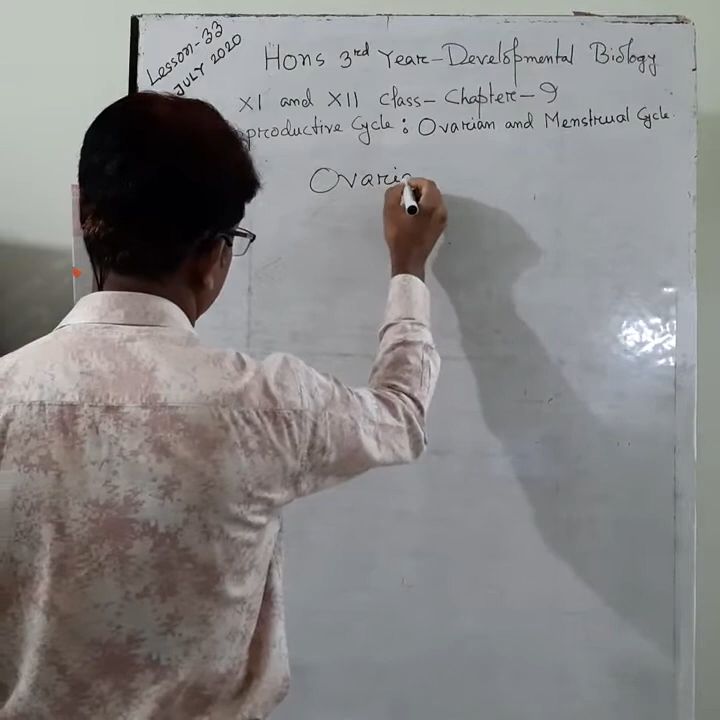 Lesson-33
JULY 2020
Hons 3rd Year-Developmental Biology
XI and XII Class-Chapter-9
productive Cycle: Ovarian and Menstrual Cycle
Ovari